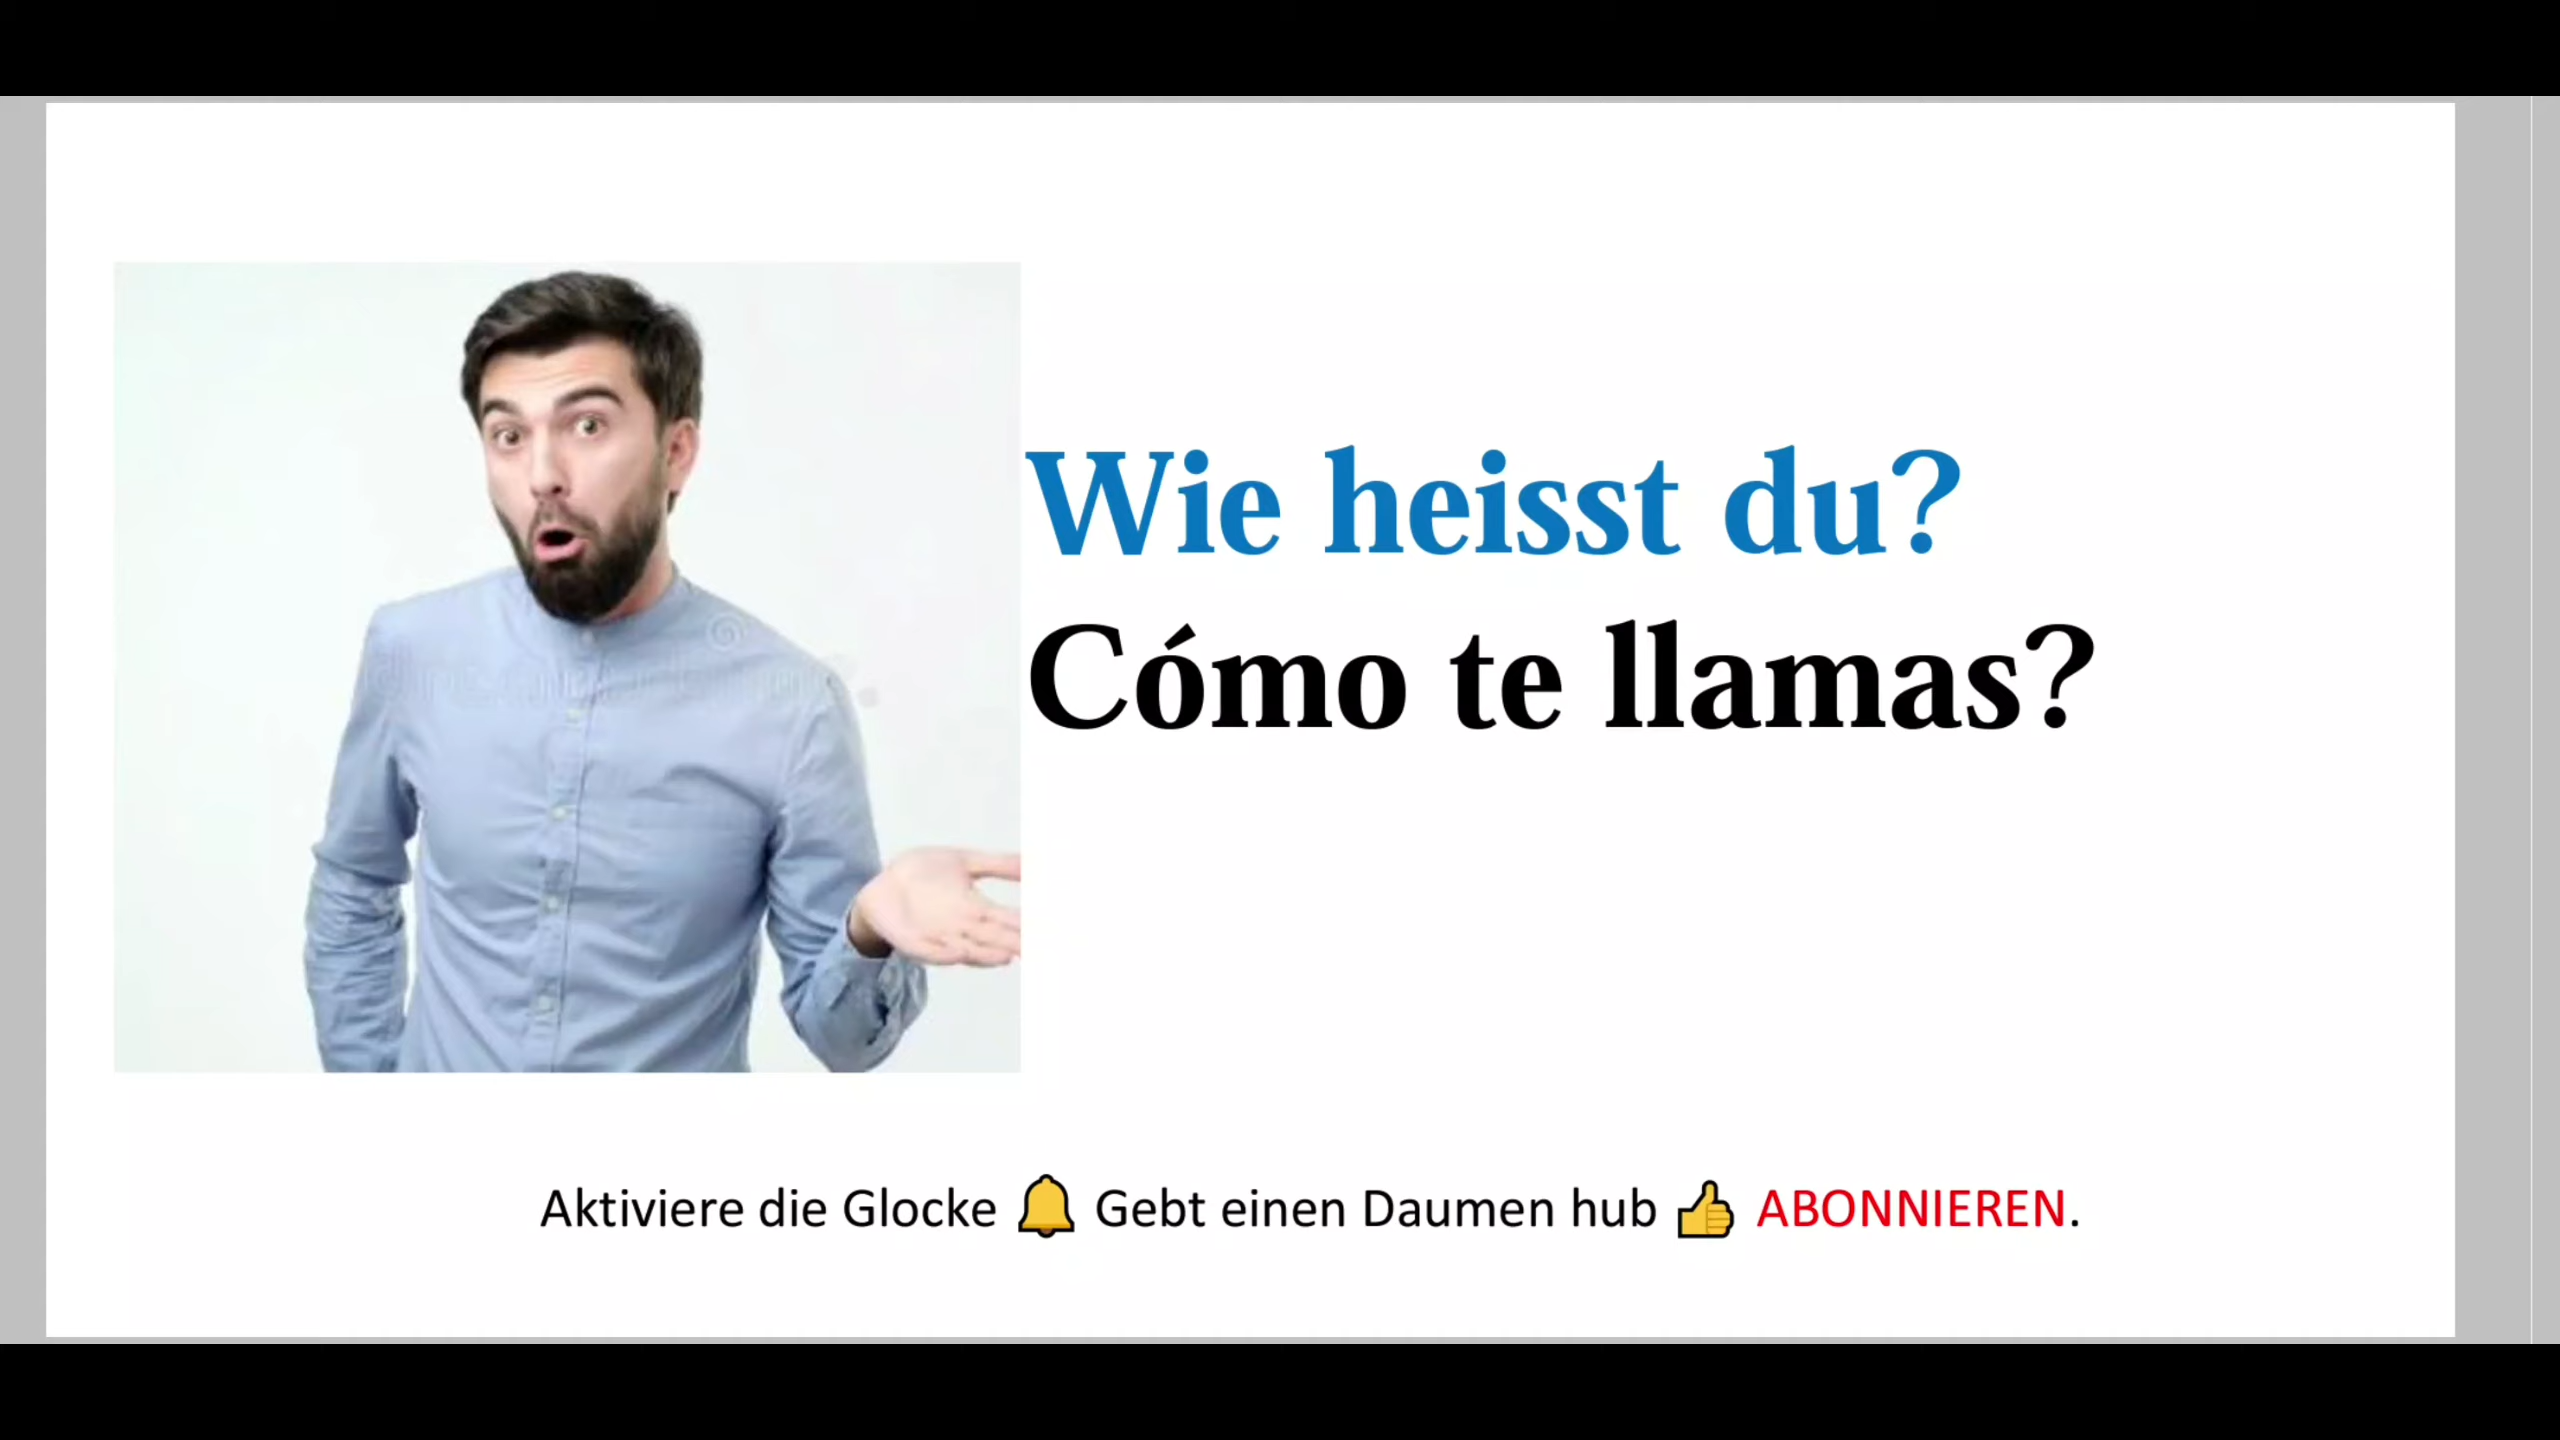 Wie heisst du?
Cómo te llamas?
Aktiviere die Glocke 🔔 Gebt einen Daumen hub 👍 ABONNIEREN.